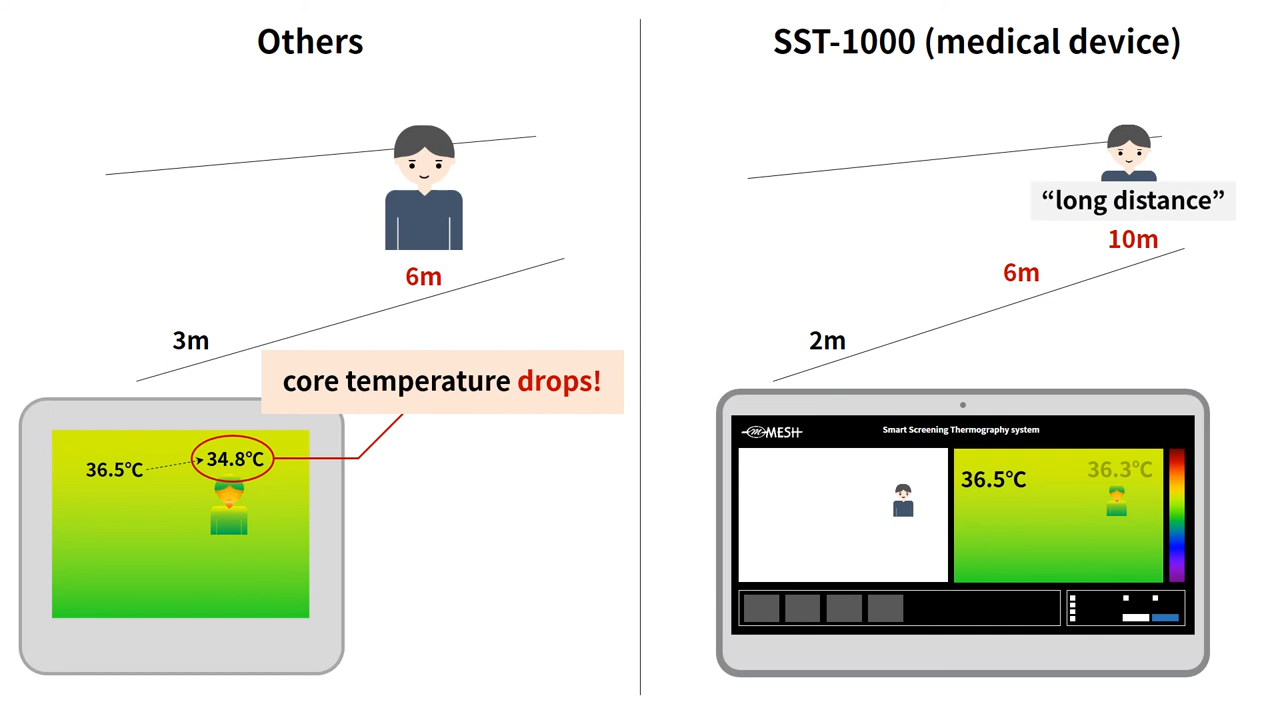 Others
6m
3m
core temperature drops!
36.5℃
34.8℃
SST-1000 (medical device)
“long distance”
10m
6m
2m
MESH
Smart Screening Thermography system
36.5℃
36.3℃